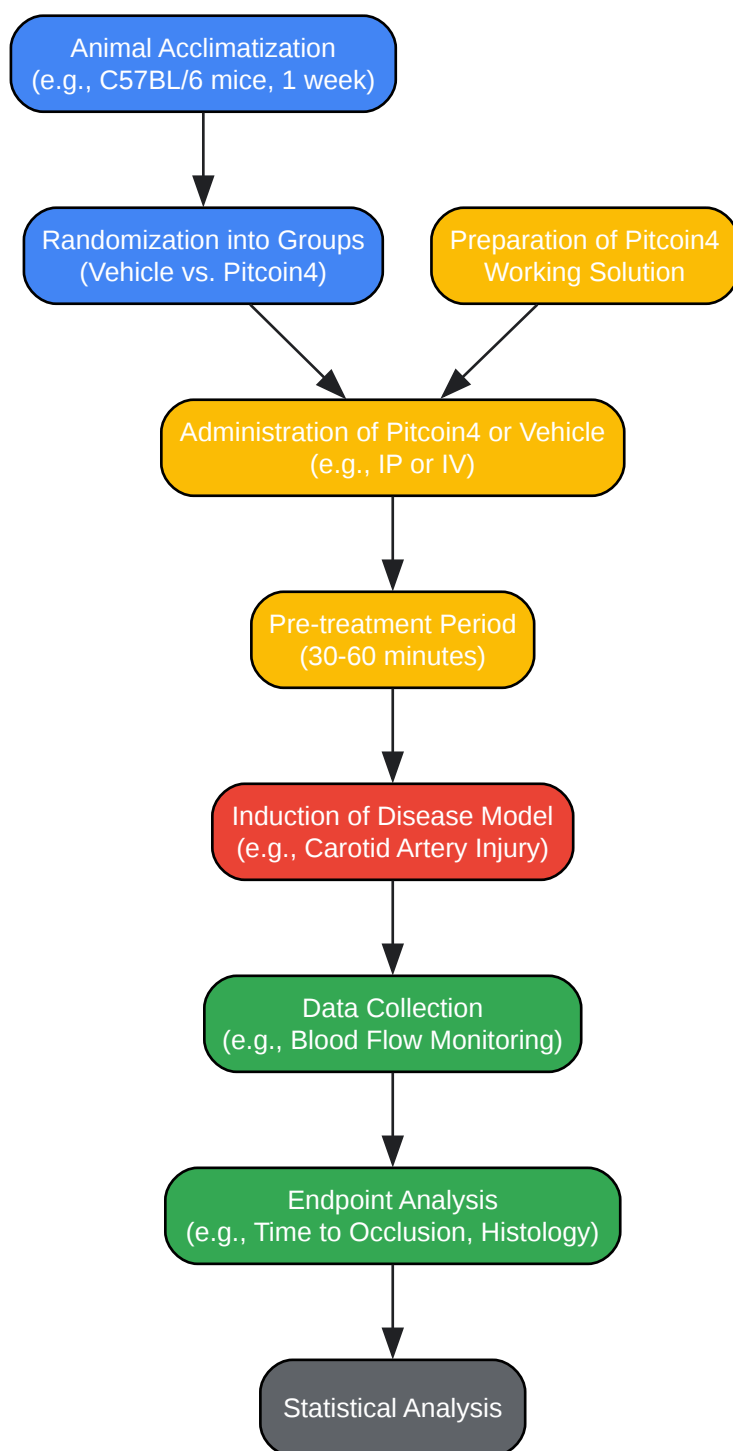 Animal Acclimatization
(e.g., C57BL/6 mice, 1 week)
Randomization into Groups
(Vehicle vs. Pitcoin4)
Preparation of Pitcoin4
Working Solution
Administration of Pitcoin4 or Vehicle
(e.g., IP or IV)
Pre-treatment Period
(30-60 minutes)
Induction of Disease Model
(e.g., Carotid Artery Injury)
Data Collection
(e.g., Blood Flow Monitoring)
Endpoint Analysis
(e.g., Time to Occlusion, Histology)
Statistical Analysis